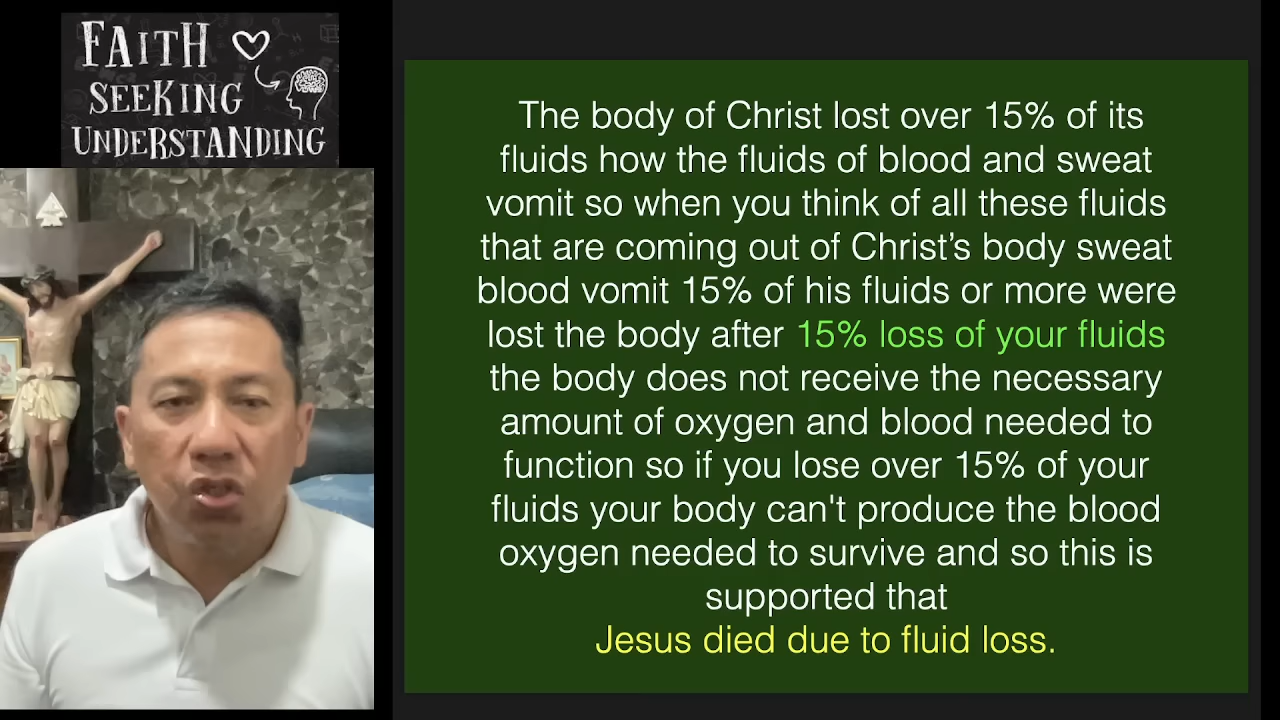 FAITH
SEEKING
UNDERSTANDING
The body of Christ lost over 15% of its
fluids how the fluids of blood and sweat
vomit so when you think of all these fluids
that are coming out of Christ’s body sweat
blood vomit 15% of his fluids or more were
lost the body after 15% loss of your fluids
the body does not receive the necessary
amount of oxygen and blood needed to
function so if you lose over 15% of your
fluids your body can't produce the blood
oxygen needed to survive and so this is
supported that
Jesus died due to fluid loss.